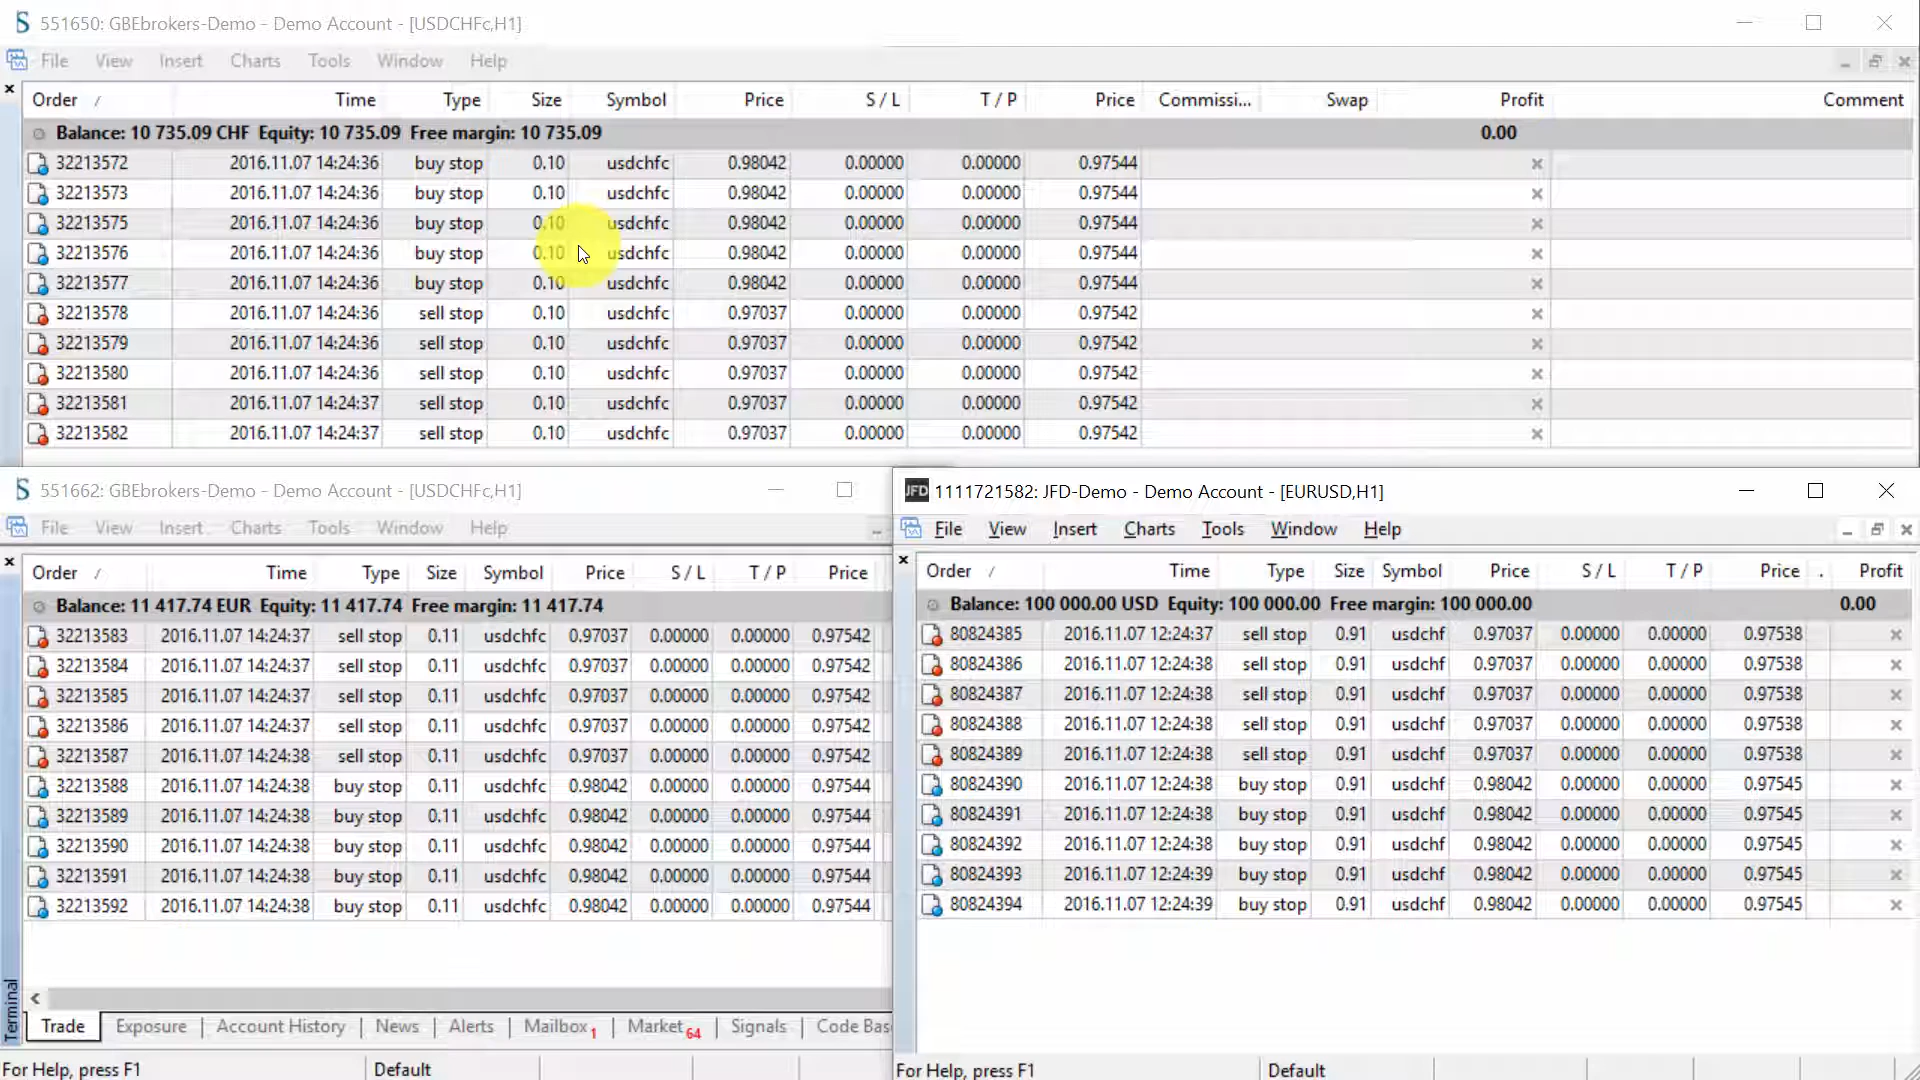 551650: GBEbrokers-Demo - Demo Account - [USDCHFc,H1]
File View Insert Charts Tools Window Help
Order / Time Type Size Symbol Price S / L T / P Price Commissi... Swap Profit Comment
Balance: 10 735.09 CHF Equity: 10 735.09 Free margin: 10 735.09 0.00
32213572 2016.11.07 14:24:36 buy stop 0.10 usdchfc 0.98042 0.00000 0.00000 0.97544
32213573 2016.11.07 14:24:36 buy stop 0.10 usdchfc 0.98042 0.00000 0.00000 0.97544
32213575 2016.11.07 14:24:36 buy stop 0.10 usdchfc 0.98042 0.00000 0.00000 0.97544
32213576 2016.11.07 14:24:36 buy stop 0.10 usdchfc 0.98042 0.00000 0.00000 0.97544
32213577 2016.11.07 14:24:36 buy stop 0.10 usdchfc 0.98042 0.00000 0.00000 0.97544
32213578 2016.11.07 14:24:36 sell stop 0.10 usdchfc 0.97037 0.00000 0.00000 0.97542
32213579 2016.11.07 14:24:36 sell stop 0.10 usdchfc 0.97037 0.00000 0.00000 0.97542
32213580 2016.11.07 14:24:36 sell stop 0.10 usdchfc 0.97037 0.00000 0.00000 0.97542
32213581 2016.11.07 14:24:37 sell stop 0.10 usdchfc 0.97037 0.00000 0.00000 0.97542
32213582 2016.11.07 14:24:37 sell stop 0.10 usdchfc 0.97037 0.00000 0.00000 0.97542
551662: GBEbrokers-Demo - Demo Account - [USDCHFc,H1]
File View Insert Charts Tools Window Help
Order / Time Type Size Symbol Price S / L T / P Price
Balance: 11 417.74 EUR Equity: 11 417.74 Free margin: 11 417.74
32213583 2016.11.07 14:24:37 sell stop 0.11 usdchfc 0.97037 0.00000 0.00000 0.97542
32213584 2016.11.07 14:24:37 sell stop 0.11 usdchfc 0.97037 0.00000 0.00000 0.97542
32213585 2016.11.07 14:24:37 sell stop 0.11 usdchfc 0.97037 0.00000 0.00000 0.97542
32213586 2016.11.07 14:24:37 sell stop 0.11 usdchfc 0.97037 0.00000 0.00000 0.97542
32213587 2016.11.07 14:24:38 sell stop 0.11 usdchfc 0.97037 0.00000 0.00000 0.97542
32213588 2016.11.07 14:24:38 buy stop 0.11 usdchfc 0.98042 0.00000 0.00000 0.97544
32213589 2016.11.07 14:24:38 buy stop 0.11 usdchfc 0.98042 0.00000 0.00000 0.97544
32213590 2016.11.07 14:24:38 buy stop 0.11 usdchfc 0.98042 0.00000 0.00000 0.97544
32213591 2016.11.07 14:24:38 buy stop 0.11 usdchfc 0.98042 0.00000 0.00000 0.97544
32213592 2016.11.07 14:24:38 buy stop 0.11 usdchfc 0.98042 0.00000 0.00000 0.97544
Terminal
Trade Exposure Account History News Alerts Mailbox 1 Market 64 Signals Code Bas
For Help, press F1 Default
JFD 1111721582: JFD-Demo - Demo Account - [EURUSD,H1]
File View Insert Charts Tools Window Help
Order / Time Type Size Symbol Price S / L T / P Price . Profit
Balance: 100 000.00 USD Equity: 100 000.00 Free margin: 100 000.00 0.00
80824385 2016.11.07 12:24:37 sell stop 0.91 usdchf 0.97037 0.00000 0.00000 0.97538
80824386 2016.11.07 12:24:38 sell stop 0.91 usdchf 0.97037 0.00000 0.00000 0.97538
80824387 2016.11.07 12:24:38 sell stop 0.91 usdchf 0.97037 0.00000 0.00000 0.97538
80824388 2016.11.07 12:24:38 sell stop 0.91 usdchf 0.97037 0.00000 0.00000 0.97538
80824389 2016.11.07 12:24:38 sell stop 0.91 usdchf 0.97037 0.00000 0.00000 0.97538
80824390 2016.11.07 12:24:38 buy stop 0.91 usdchf 0.98042 0.00000 0.00000 0.97545
80824391 2016.11.07 12:24:38 buy stop 0.91 usdchf 0.98042 0.00000 0.00000 0.97545
80824392 2016.11.07 12:24:38 buy stop 0.91 usdchf 0.98042 0.00000 0.00000 0.97545
80824393 2016.11.07 12:24:39 buy stop 0.91 usdchf 0.98042 0.00000 0.00000 0.97545
80824394 2016.11.07 12:24:39 buy stop 0.91 usdchf 0.98042 0.00000 0.00000 0.97545
For Help, press F1 Default